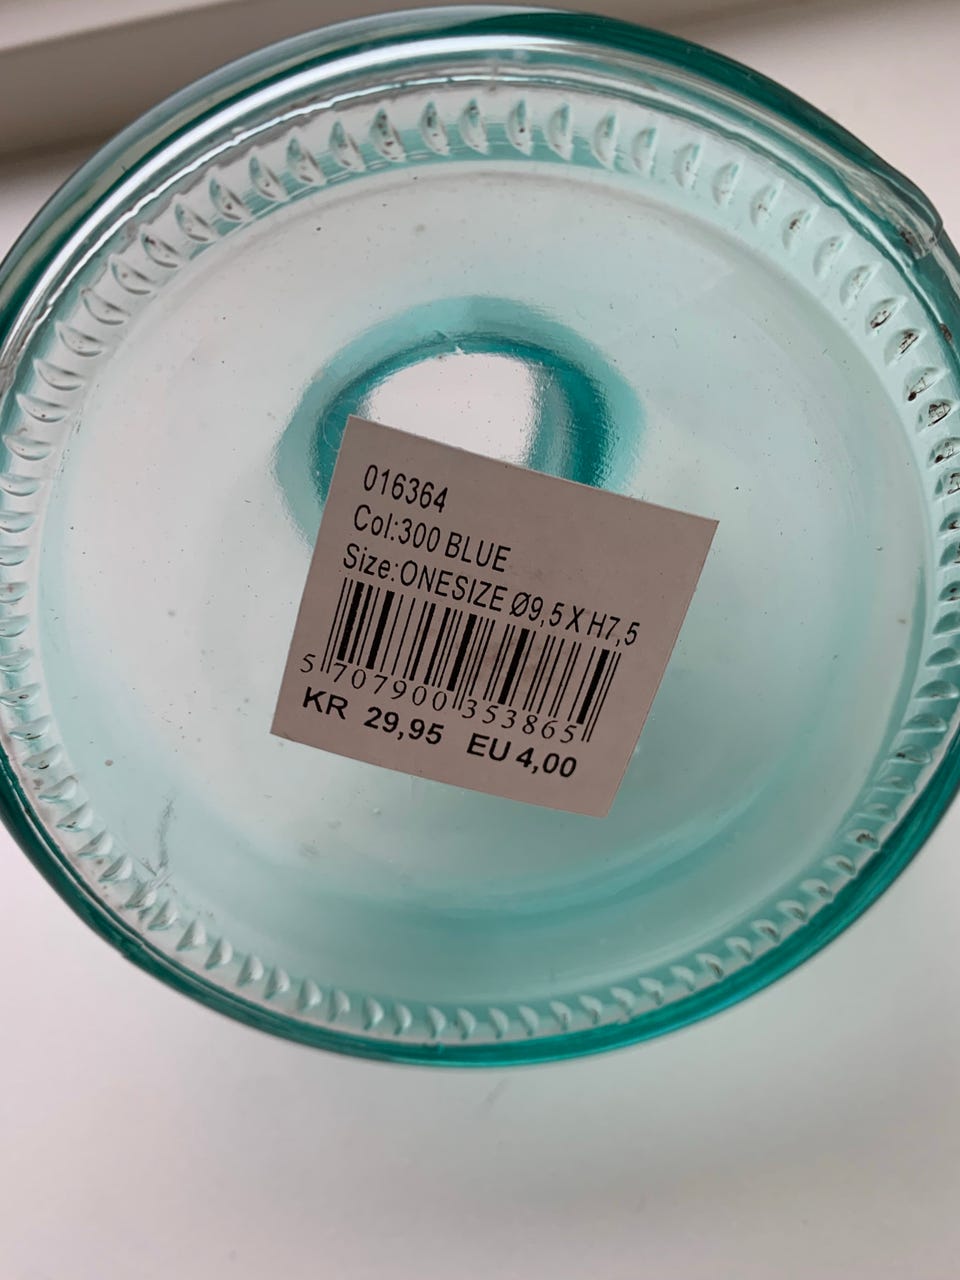 016364
Col:300 BLUE
Size:ONESIZE Ø9,5 X H7,5
5 707900 353865
KR 29,95 EU 4,00